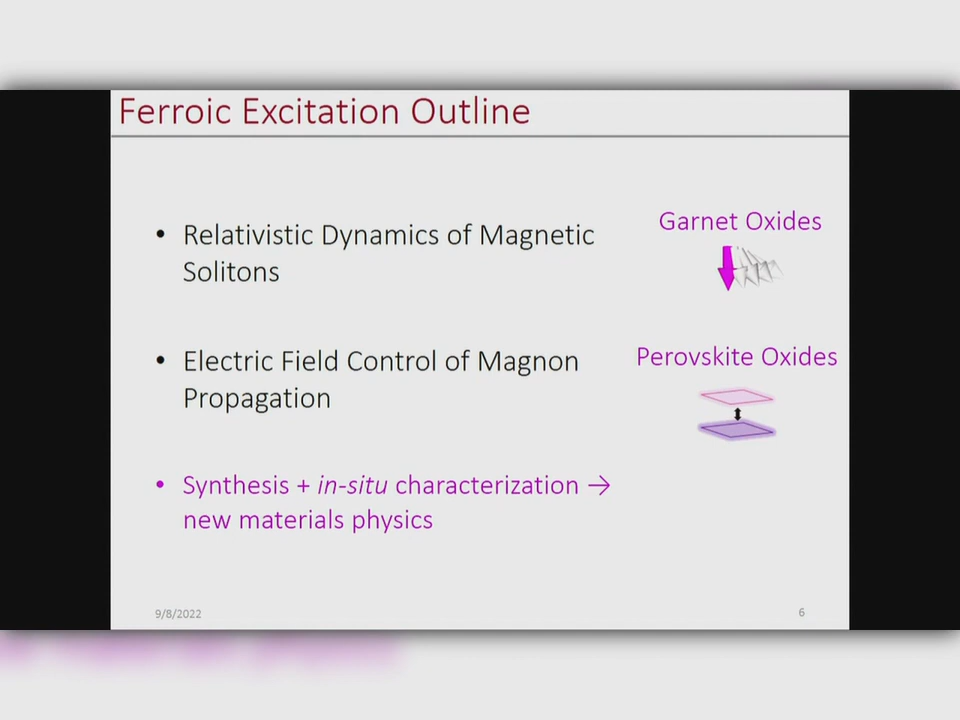 Ferroic Excitation Outline
• Relativistic Dynamics of Magnetic
Solitons
Garnet Oxides
• Electric Field Control of Magnon
Propagation
Perovskite Oxides
• Synthesis + in-situ characterization →
new materials physics
9/8/2022
6